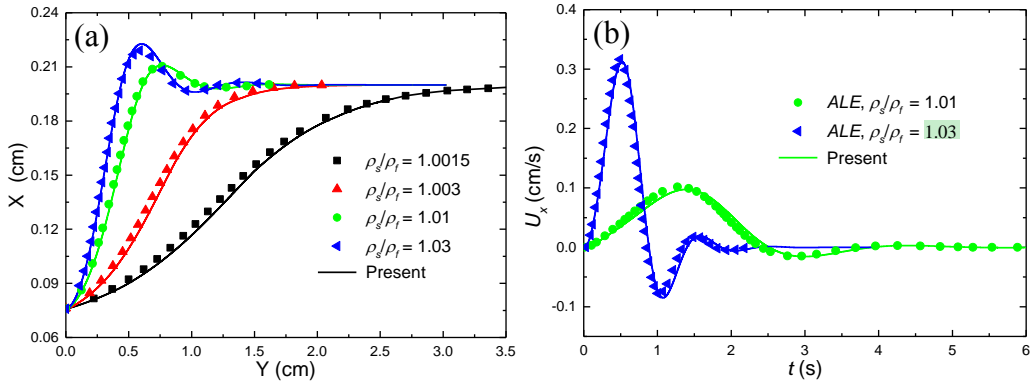 (a)
X (cm)
0.24
0.21
0.18
0.15
0.12
0.09
0.06
ρs/ρf = 1.0015
ρs/ρf = 1.003
ρs/ρf = 1.01
ρs/ρf = 1.03
Present
0.0 0.5 1.0 1.5 2.0 2.5 3.0 3.5
Y (cm)
(b)
Ux (cm/s)
0.4
0.3
0.2
0.1
0.0
-0.1
ALE, ρs/ρf = 1.01
ALE, ρs/ρf = 1.03
Present
0 1 2 3 4 5 6
t (s)